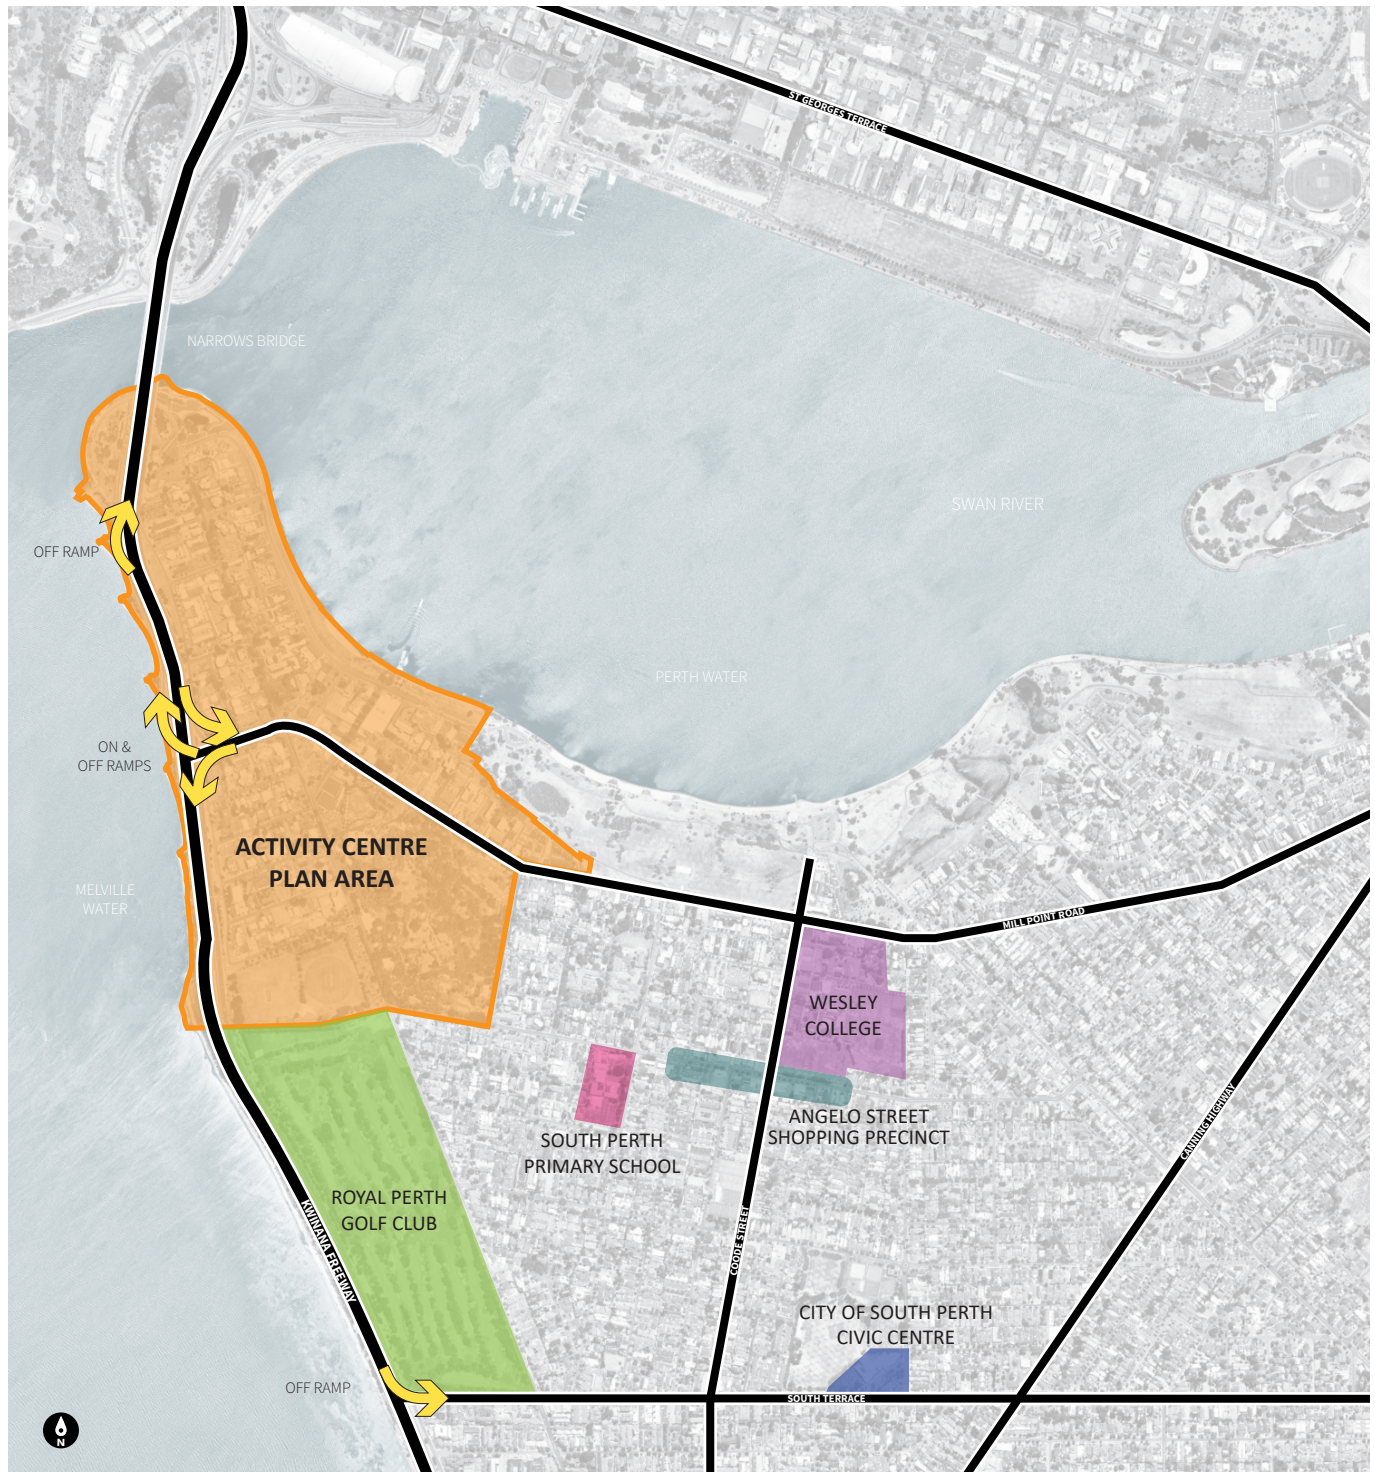 ST GEORGES TERRACE
NARROWS BRIDGE
SWAN RIVER
OFF RAMP
PERTH WATER
ON &
OFF RAMPS
ACTIVITY CENTRE
PLAN AREA
MELVILLE
WATER
MILL POINT ROAD
WESLEY
COLLEGE
ANGELO STREET
SHOPPING PRECINCT
CANNING HIGHWAY
SOUTH PERTH
PRIMARY SCHOOL
ROYAL PERTH
GOLF CLUB
KWINANA FREEWAY
COODE STREET
CITY OF SOUTH PERTH
CIVIC CENTRE
OFF RAMP
SOUTH TERRACE
N